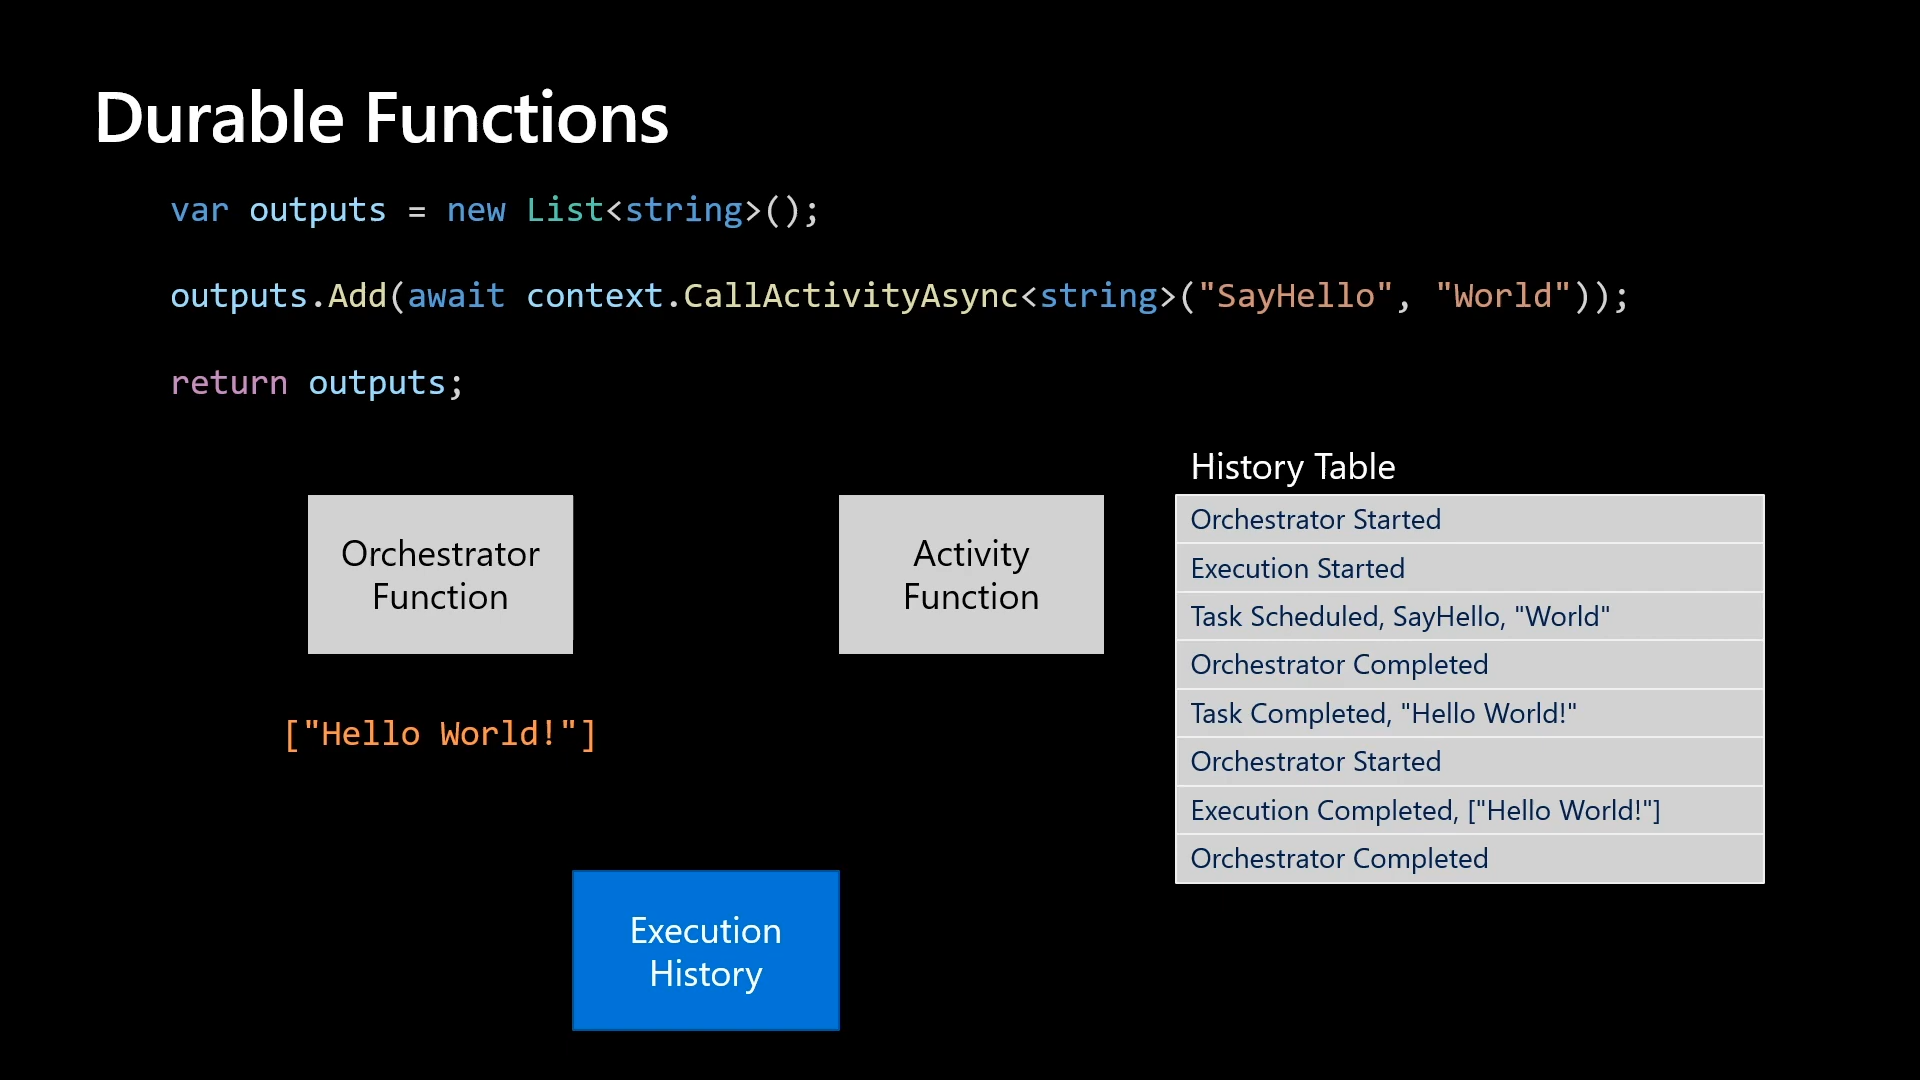 Durable Functions
var outputs = new List<string>();
outputs.Add(await context.CallActivityAsync<string>("SayHello", "World"));
return outputs;
Orchestrator
Function
Activity
Function
["Hello World!"]
Execution
History
History Table
Orchestrator Started
Execution Started
Task Scheduled, SayHello, "World"
Orchestrator Completed
Task Completed, "Hello World!"
Orchestrator Started
Execution Completed, ["Hello World!"]
Orchestrator Completed